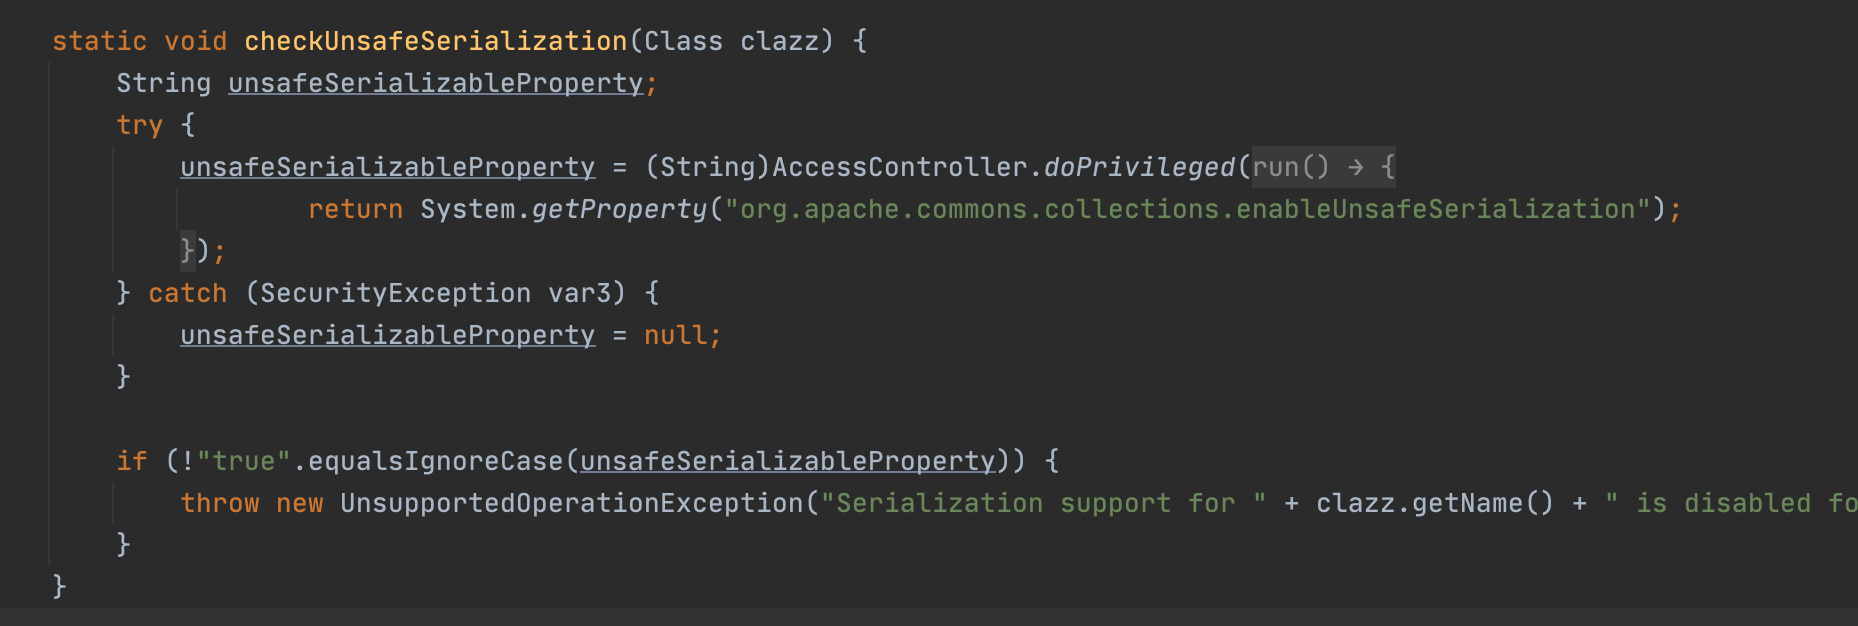 static void checkUnsafeSerialization(Class clazz) {
String unsafeSerializableProperty;
try {
unsafeSerializableProperty = (String)AccessController.doPrivileged(run() → {
return System.getProperty("org.apache.commons.collections.enableUnsafeSerialization");
});
} catch (SecurityException var3) {
unsafeSerializableProperty = null;
}
if (!"true".equalsIgnoreCase(unsafeSerializableProperty)) {
throw new UnsupportedOperationException("Serialization support for " + clazz.getName() + " is disabled fo
}
}